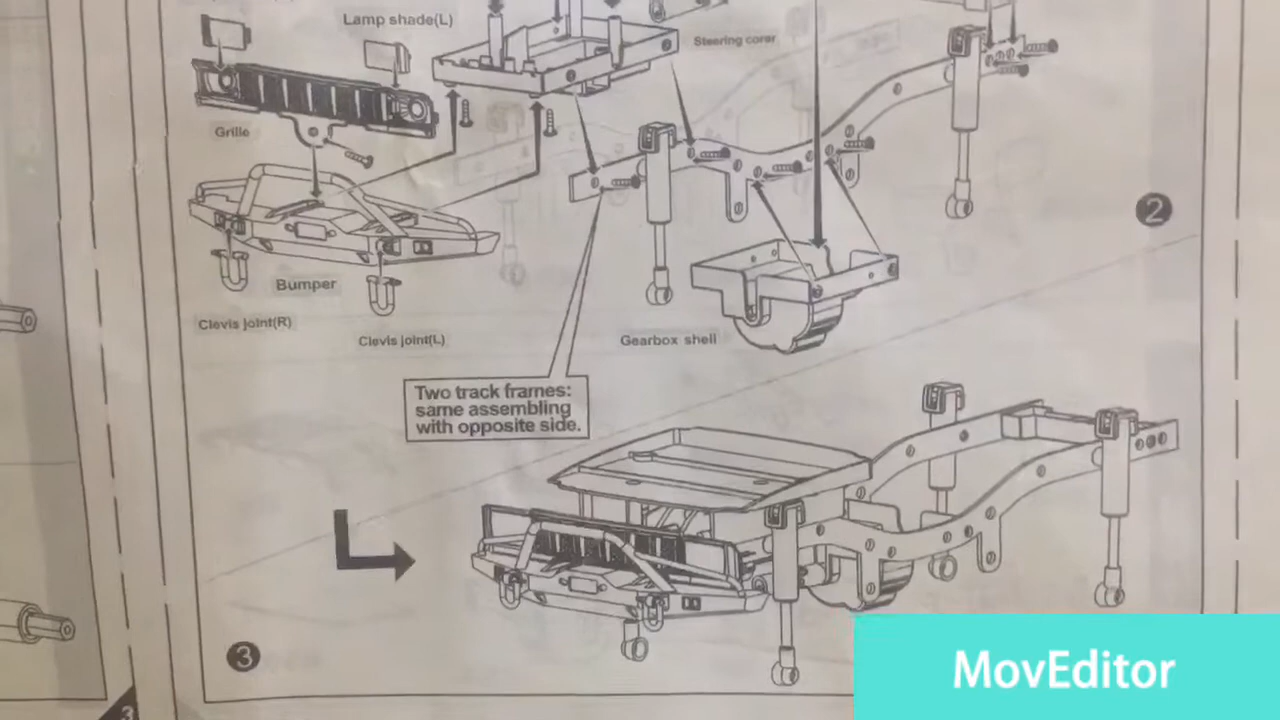 Lamp shade(L)
Steering corer
Grille
Bumper
Clevis joint(R)
Clevis joint(L)
Gearbox shell
2
Two track frames:
same assembling
with opposite side.
3
3
MovEditor